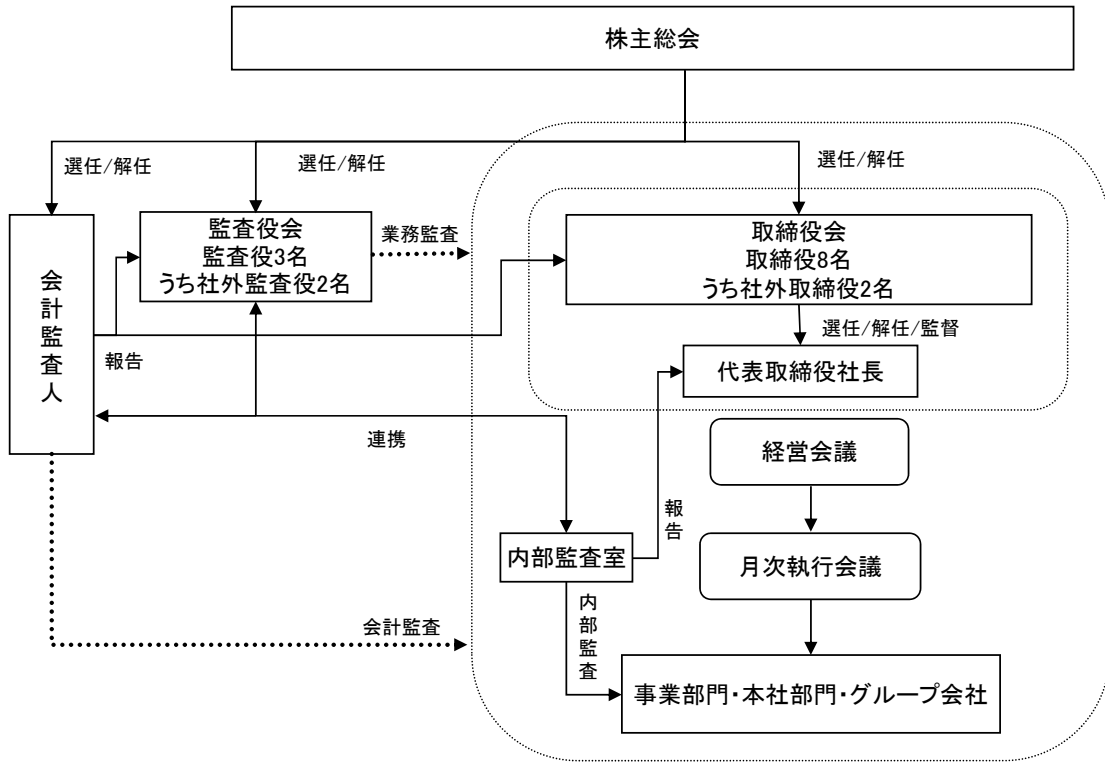 株主総会
選任/解任
選任/解任
選任/解任
監査役会
監査役3名
うち社外監査役2名
業務監査
取締役会
取締役8名
うち社外取締役2名
会計監査人
報告
選任/解任/監督
代表取締役社長
連携
経営会議
報告
内部監査室
月次執行会議
内部監査
会計監査
事業部門・本社部門・グループ会社